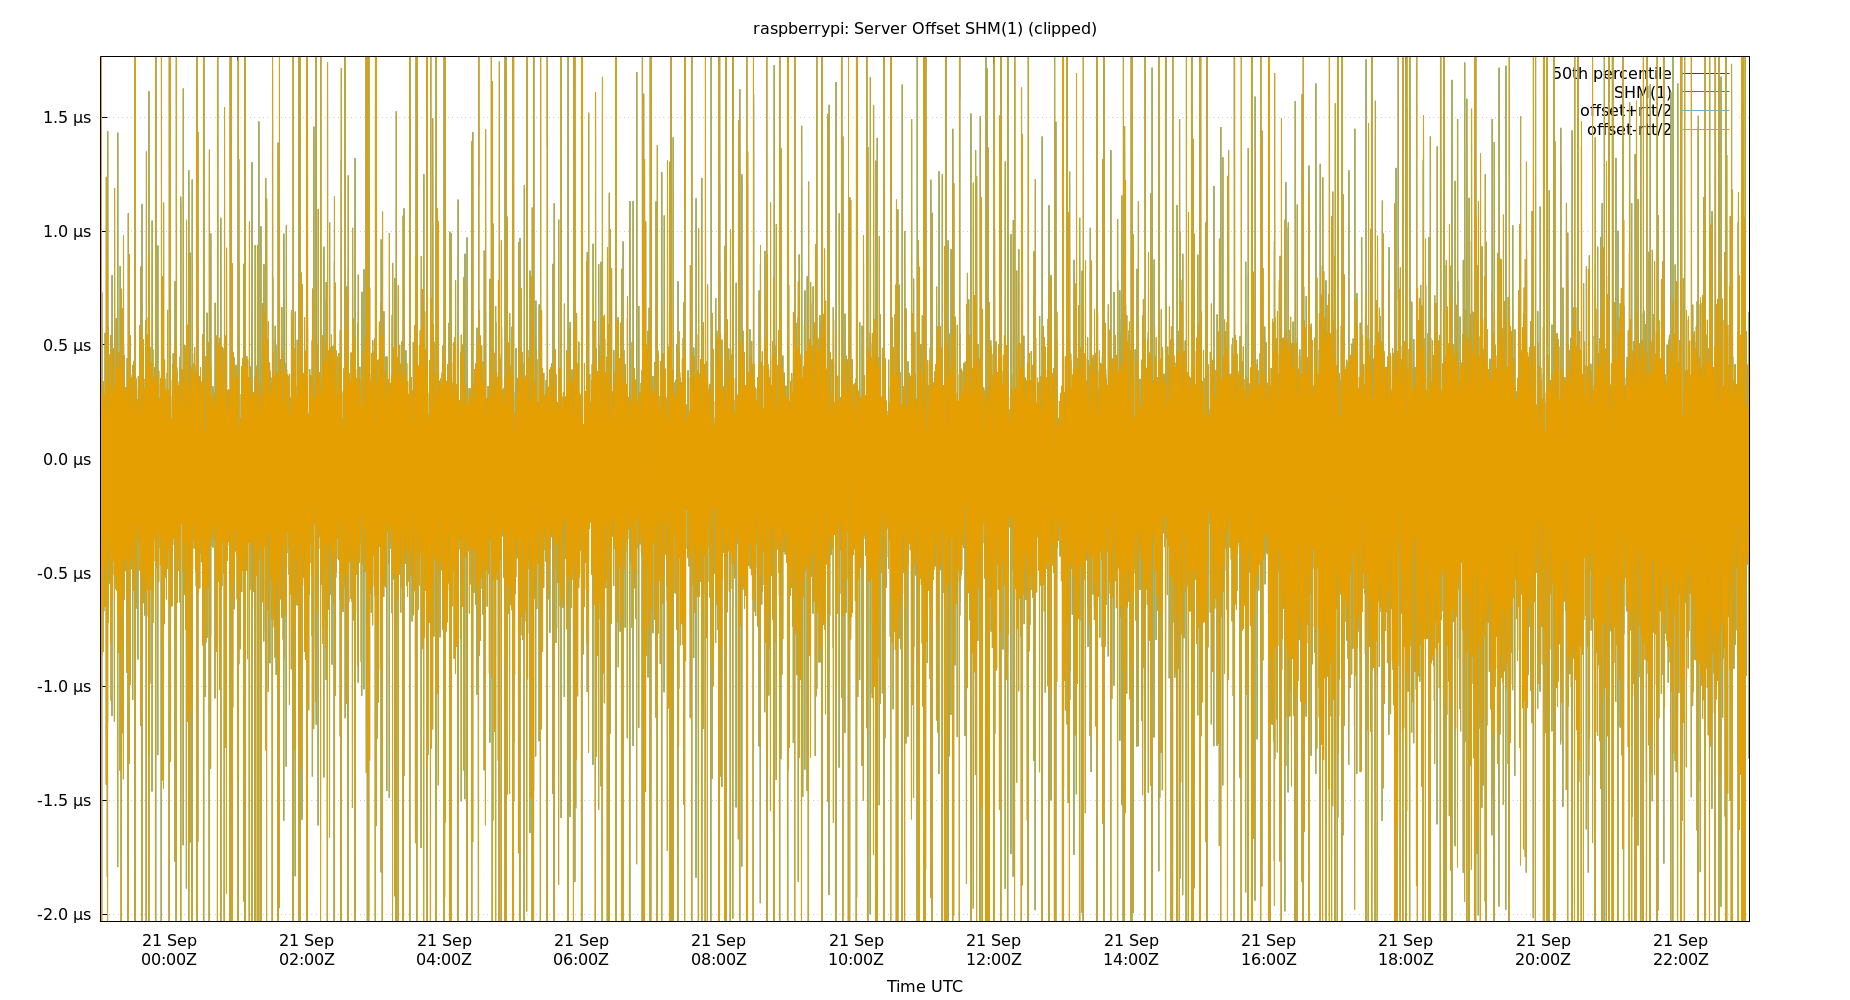 raspberrypi: Server Offset SHM(1) (clipped)
50th percentile
SHM(1)
offset+rtt/2
offset-rtt/2
1.5 µs
1.0 µs
0.5 µs
0.0 µs
-0.5 µs
-1.0 µs
-1.5 µs
-2.0 µs
21 Sep 21 Sep 21 Sep 21 Sep 21 Sep 21 Sep 21 Sep 21 Sep 21 Sep 21 Sep 21 Sep 21 Sep
00:00Z 02:00Z 04:00Z 06:00Z 08:00Z 10:00Z 12:00Z 14:00Z 16:00Z 18:00Z 20:00Z 22:00Z
Time UTC